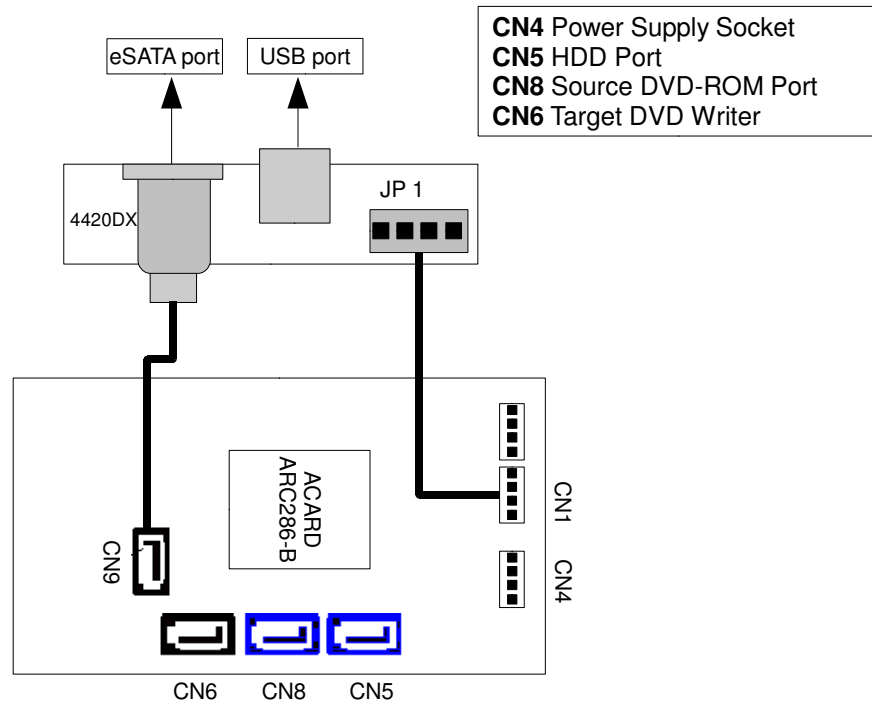 CN4 Power Supply Socket
CN5 HDD Port
CN8 Source DVD-ROM Port
CN6 Target DVD Writer
eSATA port
USB port
JP 1
4420DX
ACARD
ARC286-B
CN1
CN9
CN4
CN6
CN8
CN5